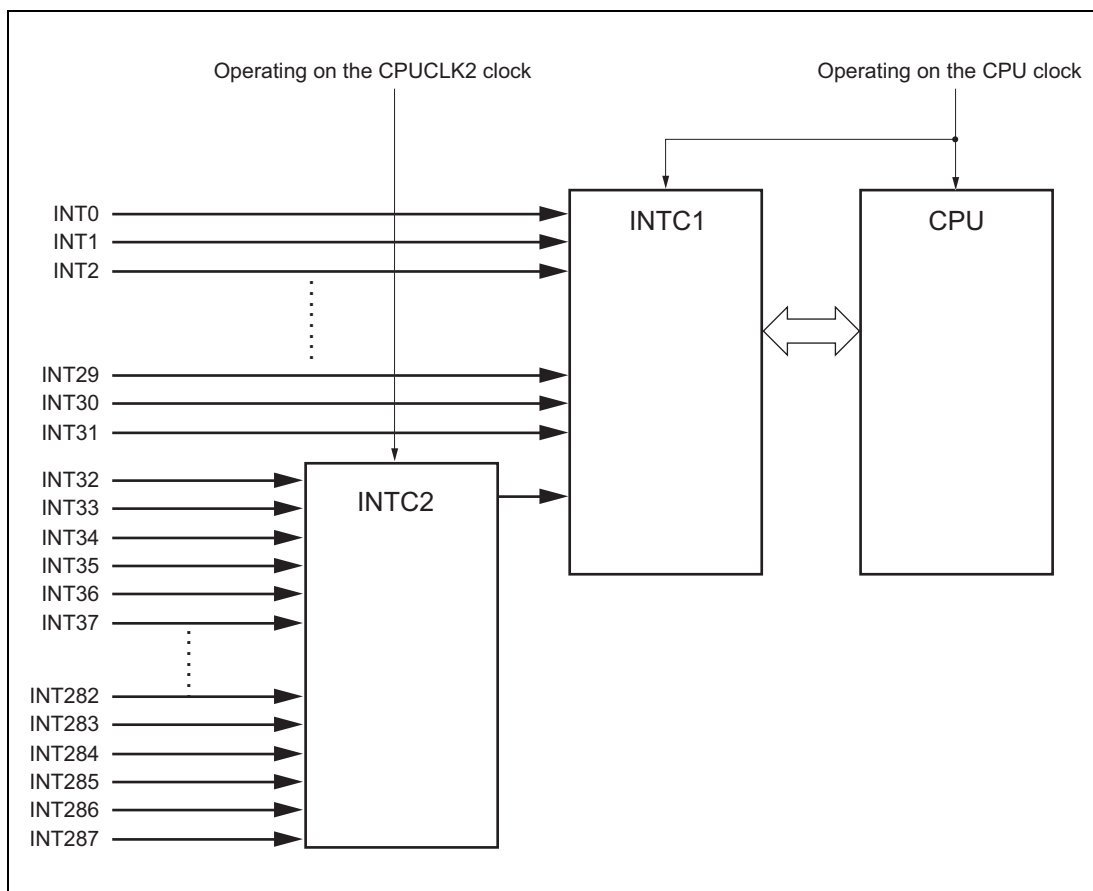 Operating on the CPUCLK2 clock
Operating on the CPU clock
INTC1
CPU
INT0
INT1
INT2
INT29
INT30
INT31
INT32
INT33
INT34
INT35
INT36
INT37
INTC2
INT282
INT283
INT284
INT285
INT286
INT287